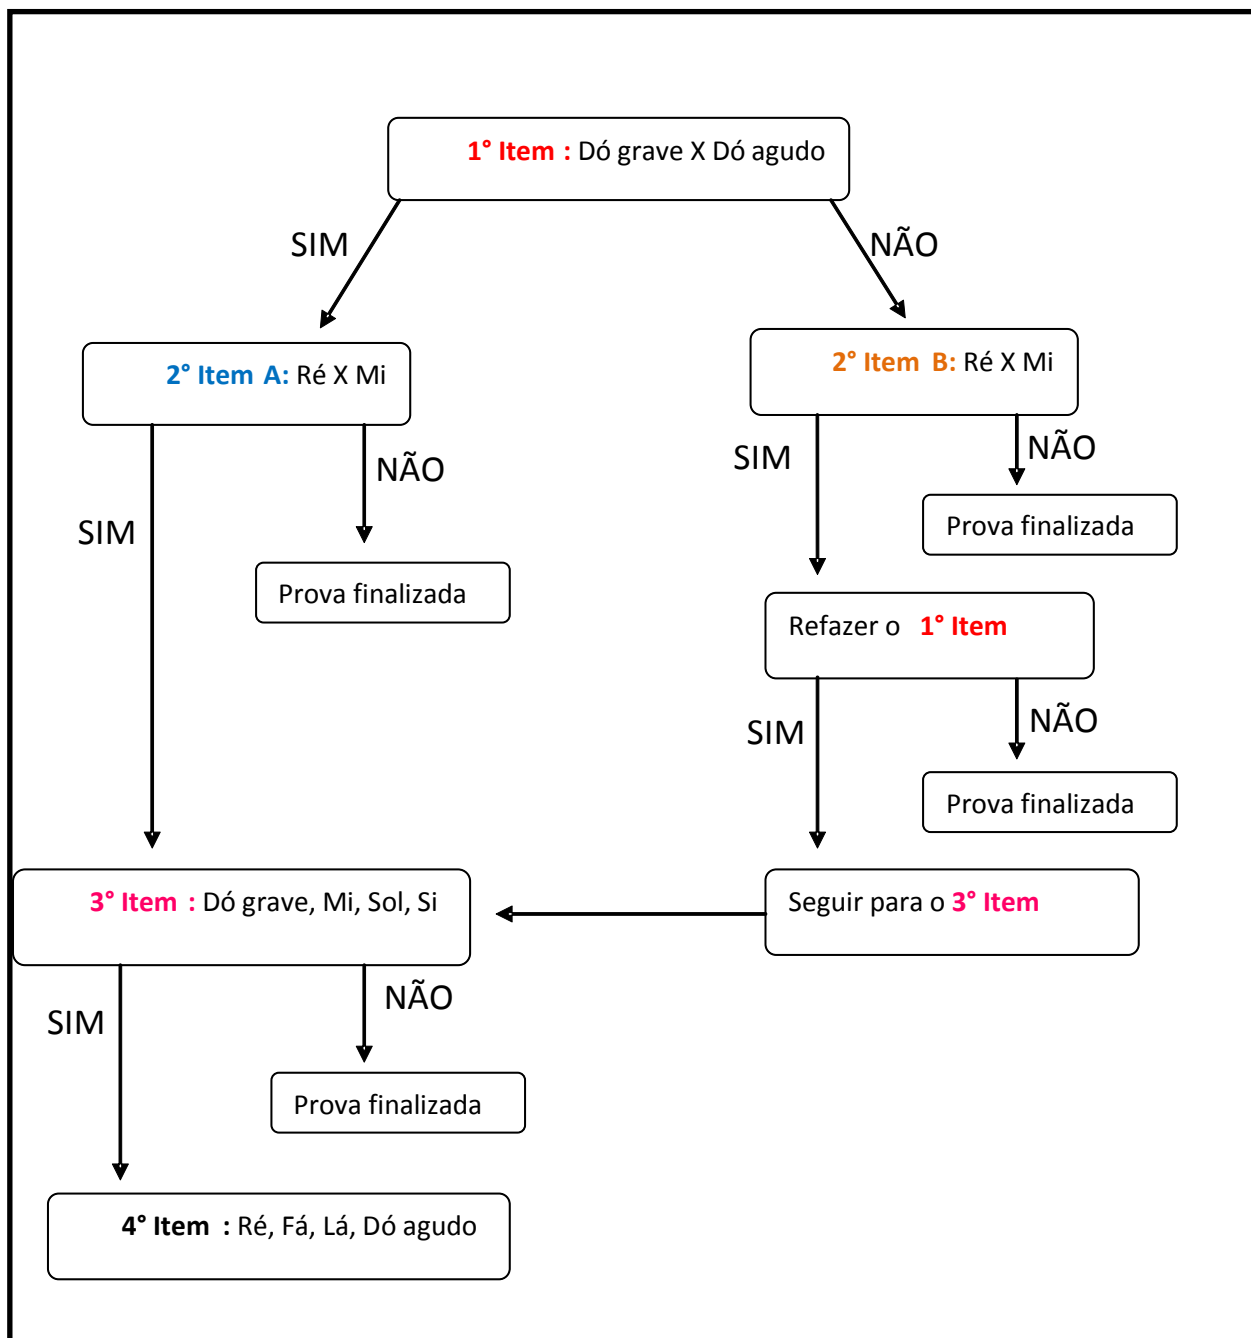 1° Item : Dó grave X Dó agudo
SIM
NÃO
2° Item A: Ré X Mi
2° Item B: Ré X Mi
SIM
NÃO
SIM
NÃO
Prova finalizada
Prova finalizada
Refazer o 1° Item
SIM
NÃO
Prova finalizada
3° Item : Dó grave, Mi, Sol, Si
Seguir para o 3° Item
SIM
NÃO
Prova finalizada
4° Item : Ré, Fá, Lá, Dó agudo